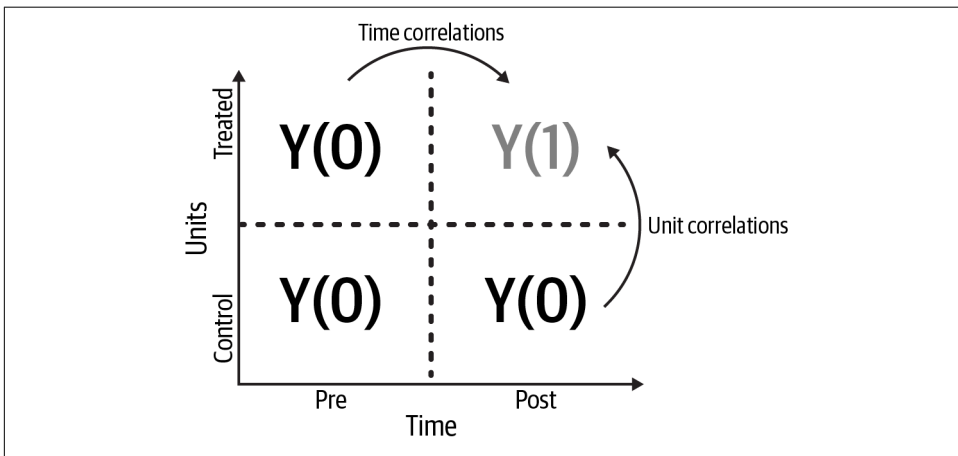 Time correlations
Treated
Y(0)
Y(1)
Units
Unit correlations
Control
Y(0)
Y(0)
Pre
Post
Time